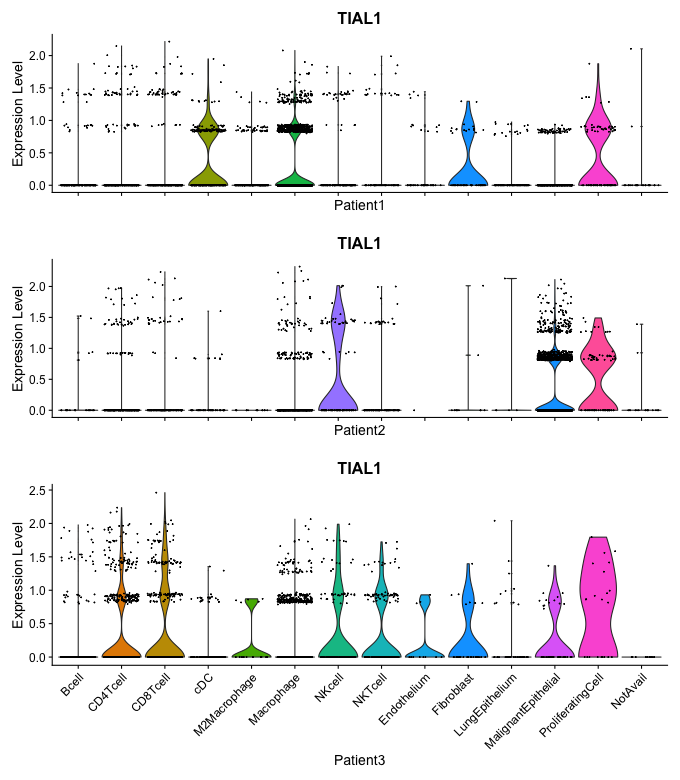 TIAL1
Expression Level
2.0
1.5
1.0
0.5
0.0
Patient1
TIAL1
Expression Level
2.0
1.5
1.0
0.5
0.0
Patient2
TIAL1
Expression Level
2.5
2.0
1.5
1.0
0.5
0.0
Bcell
CD4Tcell
CD8Tcell
cDC
M2Macrophage
Macrophage
NKcell
NKTcell
Endothelium
Fibroblast
LungEpithelium
MalignantEpithelial
ProliferatingCell
NotAvail
Patient3